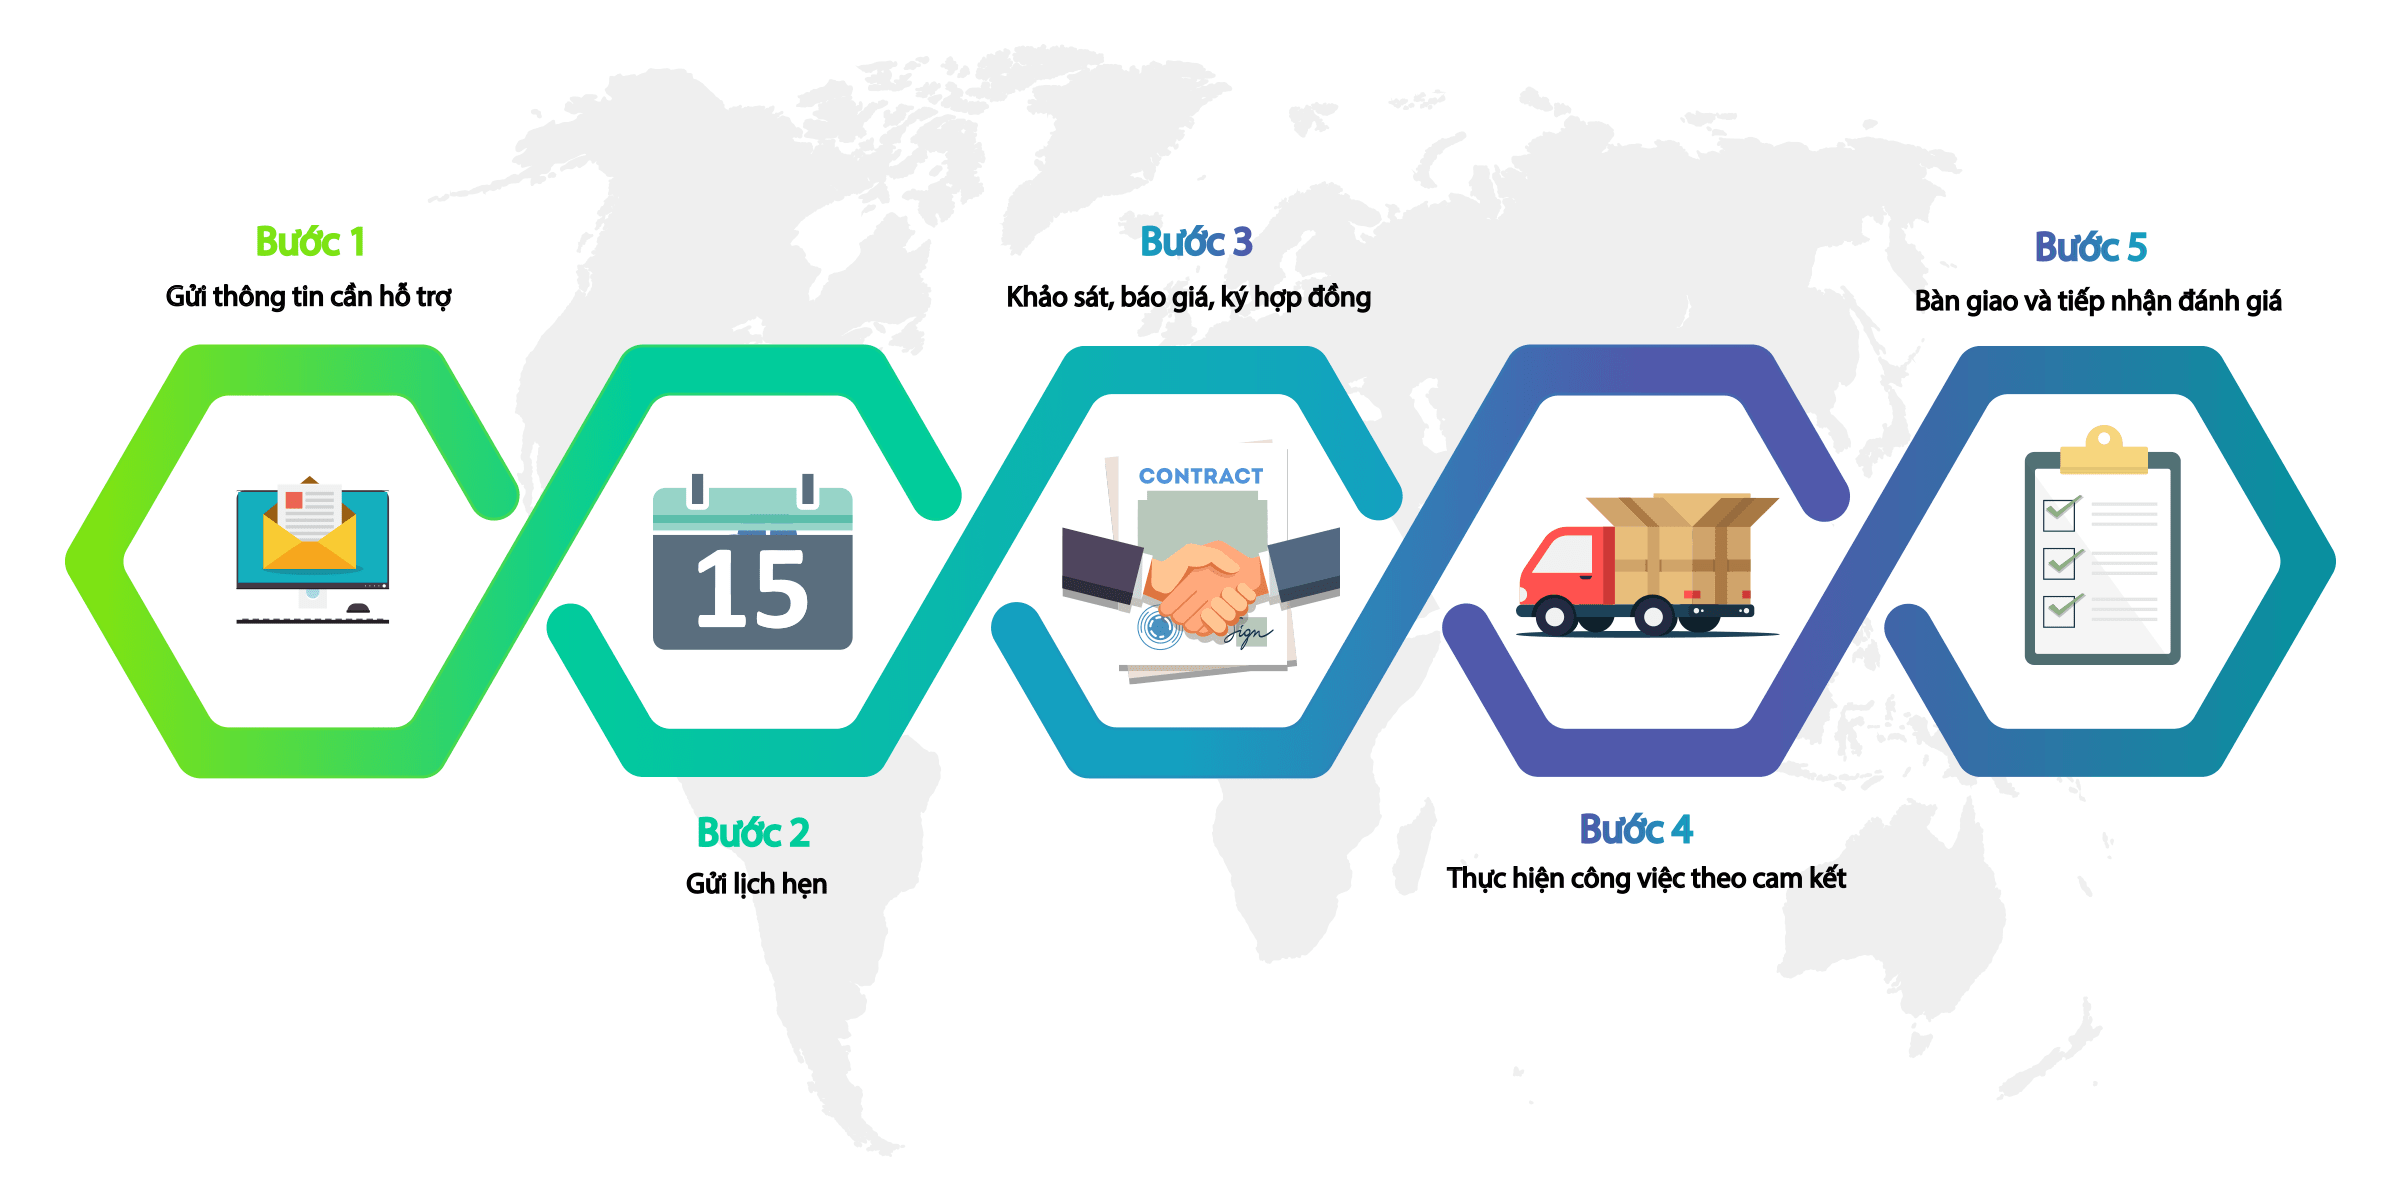 Bước 1
Gửi thông tin cần hỗ trợ
Bước 2
Gửi lịch hẹn
15
Bước 3
Khảo sát, báo giá, ký hợp đồng
CONTRACT
Sign
Bước 4
Thực hiện công việc theo cam kết
Bước 5
Bàn giao và tiếp nhận đánh giá